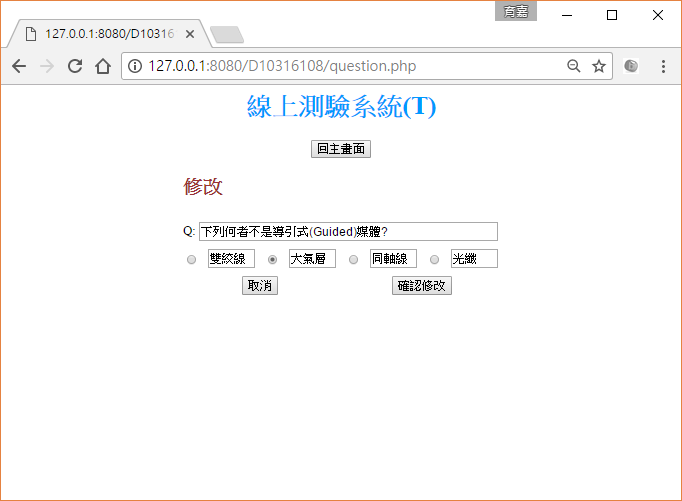 育嘉
127.0.0.1:8080/D10316
127.0.0.1:8080/D10316108/question.php
線上測驗系統(T)
回主畫面
修改
Q: 下列何者不是導引式(Guided)媒體?
雙絞線 大氣層 同軸線 光纖
取消 確認修改